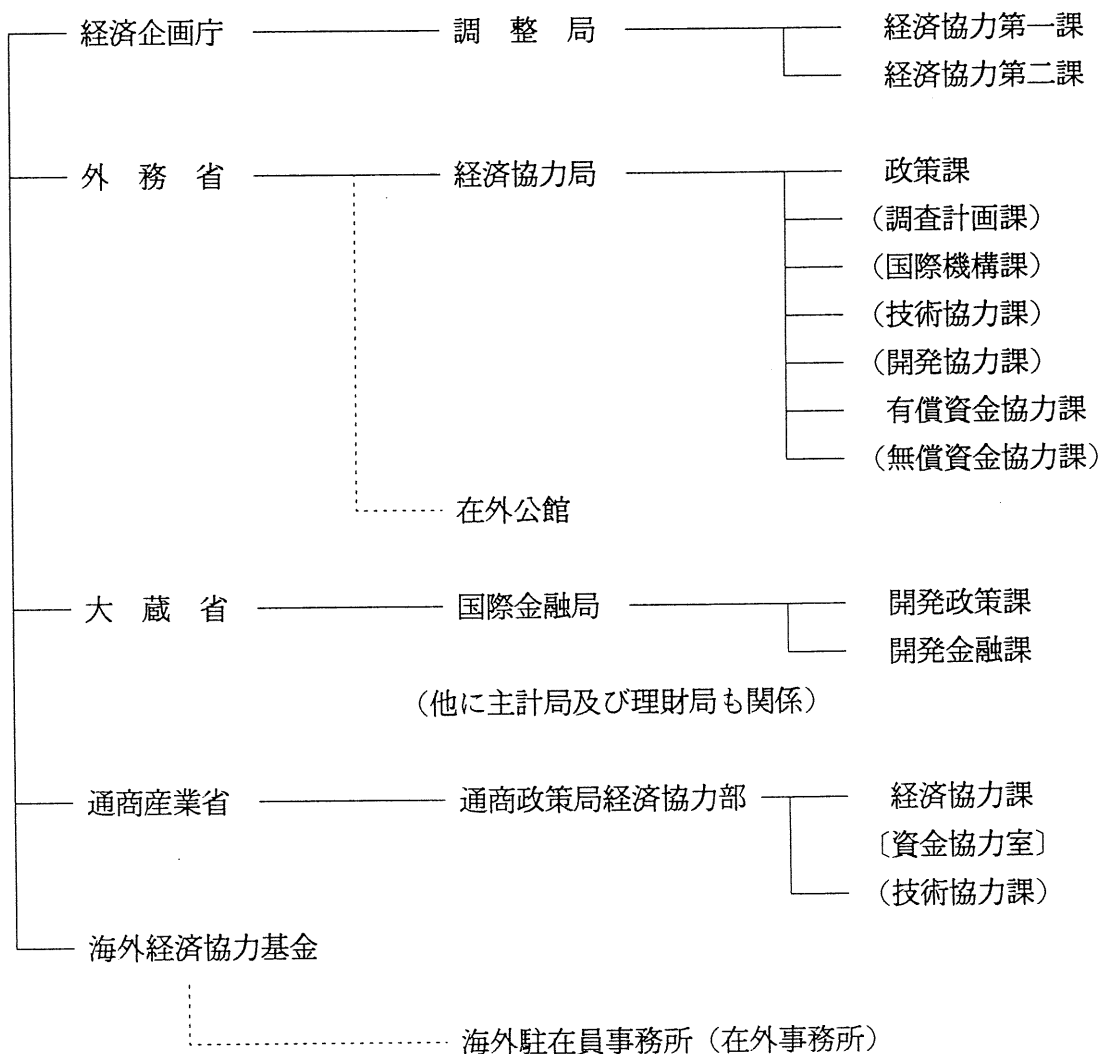 経済企画庁 調整局 経済協力第一課
経済協力第二課
外務省 経済協力局 政策課
（調査計画課）
（国際機構課）
（技術協力課）
（開発協力課）
有償資金協力課
（無償資金協力課）
在外公館
大蔵省 国際金融局 開発政策課
開発金融課
（他に主計局及び理財局も関係）
通商産業省 通商政策局経済協力部 経済協力課
〔資金協力室〕
（技術協力課）
海外経済協力基金
海外駐在員事務所（在外事務所）